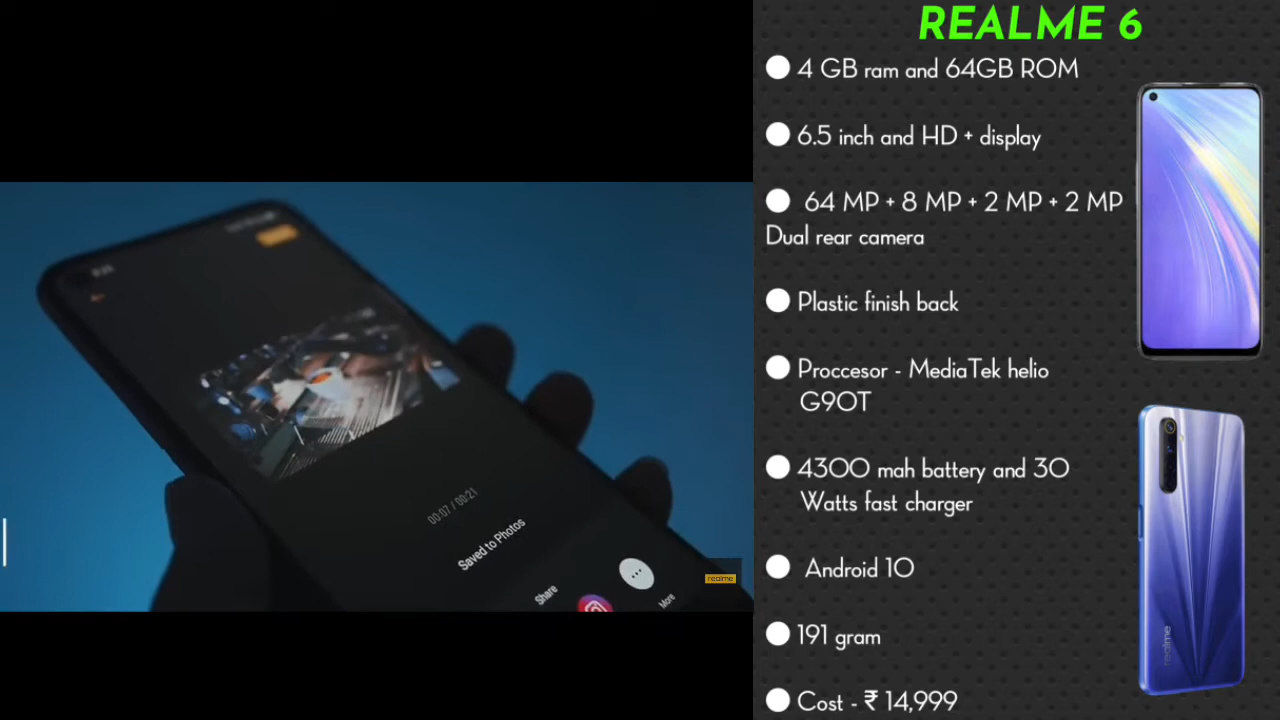 REALME 6
4 GB ram and 64GB ROM
6.5 inch and HD + display
64 MP + 8 MP + 2 MP + 2 MP
Dual rear camera
Plastic finish back
Proccesor - MediaTek helio
G90T
4300 mah battery and 30
Watts fast charger
Android 10
191 gram
Cost - ₹ 14,999
00:07 / 00:21
Saved to Photos
Share
More
realme
realme